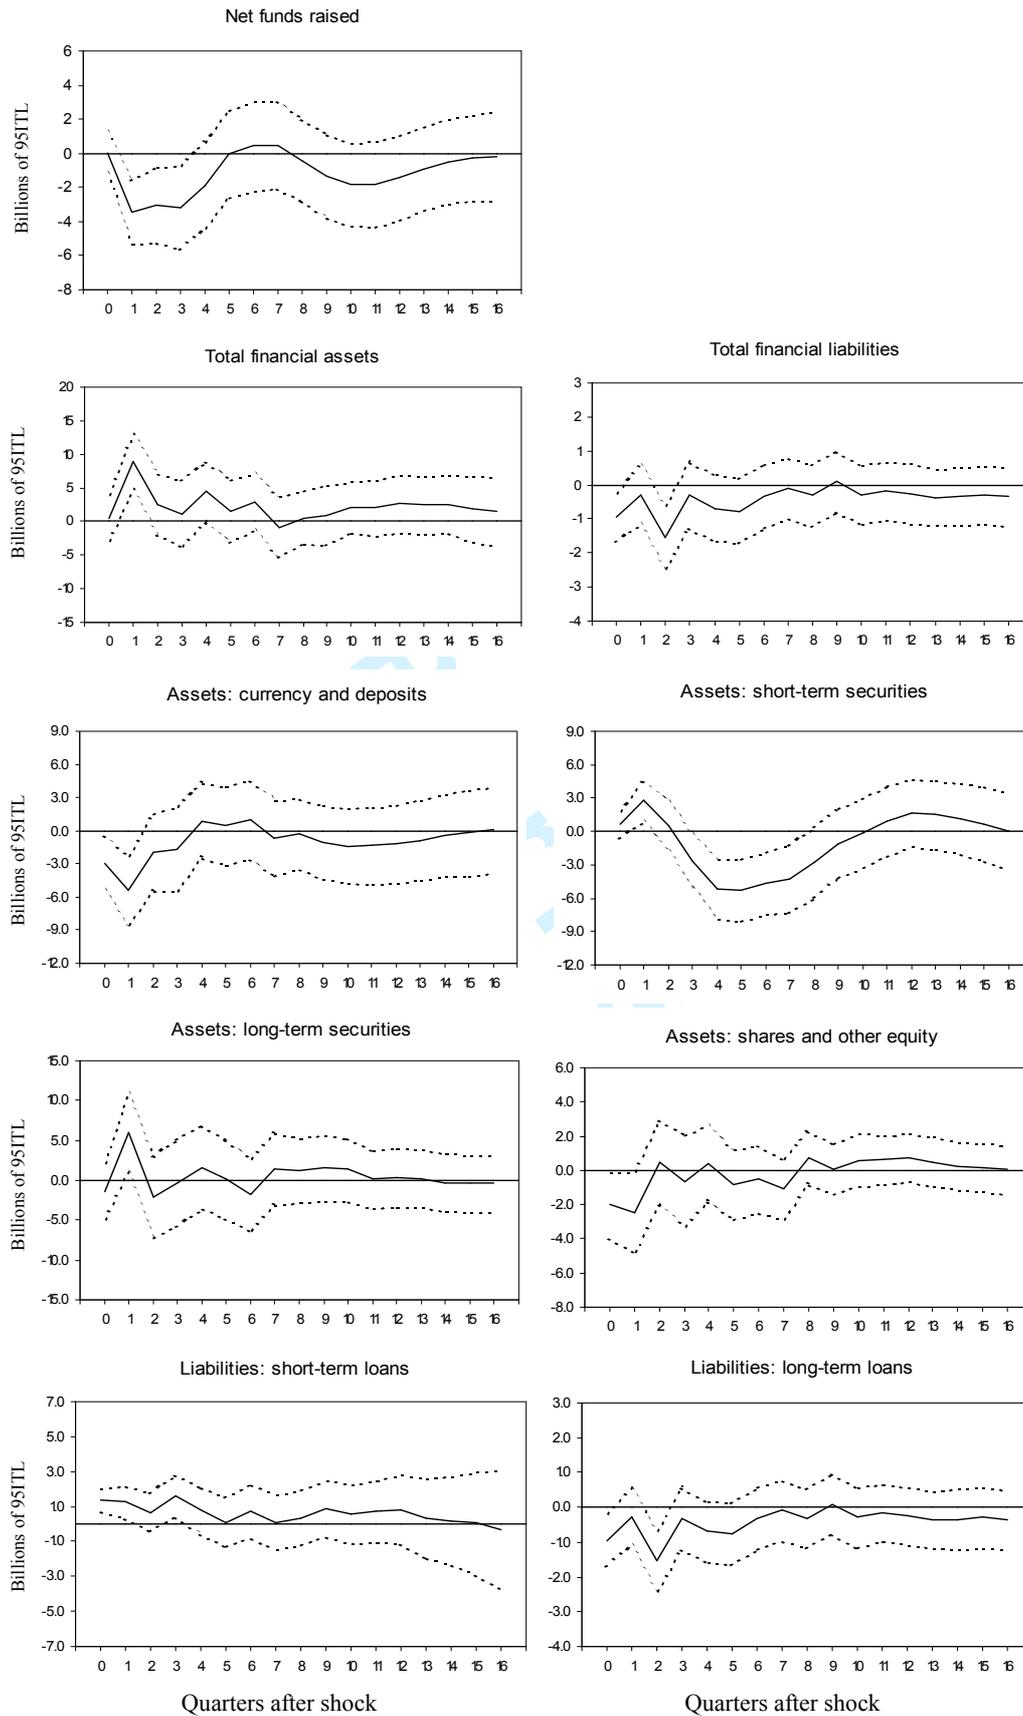 Net funds raised
Billions of 95ITL
6
4
2
0
-2
-4
-6
-8
0 1 2 3 4 5 6 7 8 9 10 11 12 13 14 15 16
Total financial assets
Billions of 95ITL
20
15
10
5
0
-5
-10
-15
0 1 2 3 4 5 6 7 8 9 10 11 12 13 14 15 16
Total financial liabilities
3
2
1
0
-1
-2
-3
-4
0 1 2 3 4 5 6 7 8 9 10 11 12 13 14 15 16
Assets: currency and deposits
Billions of 95ITL
9.0
6.0
3.0
0.0
-3.0
-6.0
-9.0
-12.0
0 1 2 3 4 5 6 7 8 9 10 11 12 13 14 15 16
Assets: short-term securities
9.0
6.0
3.0
0.0
-3.0
-6.0
-9.0
-12.0
0 1 2 3 4 5 6 7 8 9 10 11 12 13 14 15 16
Assets: long-term securities
Billions of 95ITL
15.0
10.0
5.0
0.0
-5.0
-10.0
-15.0
0 1 2 3 4 5 6 7 8 9 10 11 12 13 14 15 16
Assets: shares and other equity
6.0
4.0
2.0
0.0
-2.0
-4.0
-6.0
-8.0
0 1 2 3 4 5 6 7 8 9 10 11 12 13 14 15 16
Liabilities: short-term loans
Billions of 95ITL
7.0
5.0
3.0
1.0
-1.0
-3.0
-5.0
-7.0
0 1 2 3 4 5 6 7 8 9 10 11 12 13 14 15 16
Quarters after shock
Liabilities: long-term loans
3.0
2.0
1.0
0.0
-1.0
-2.0
-3.0
-4.0
0 1 2 3 4 5 6 7 8 9 10 11 12 13 14 15 16
Quarters after shock